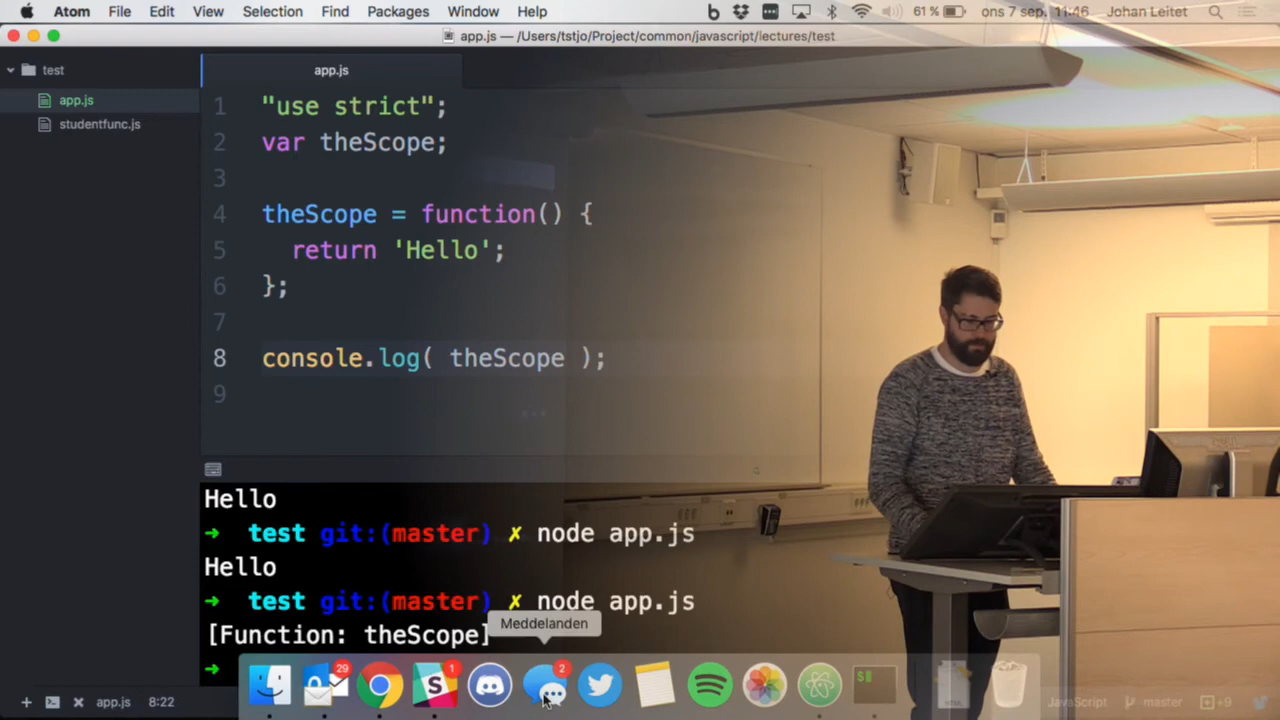 Atom File Edit View Selection Find Packages Window Help 61 % ons 7 sep. 11:46 Johan Leitet
app.js — /Users/tstjo/Project/common/javascript/lectures/test
test
app.js
studentfunc.js
app.js
1 "use strict";
2 var theScope;
3
4 theScope = function() {
5 return 'Hello';
6 };
7
8 console.log( theScope );
9
Hello
➜ test git:(master) ✗ node app.js
Hello
➜ test git:(master) ✗ node app.js
[Function: theScope]
➜
Meddelanden
29
1
2
$
app.js 8:22
JavaScript master +9